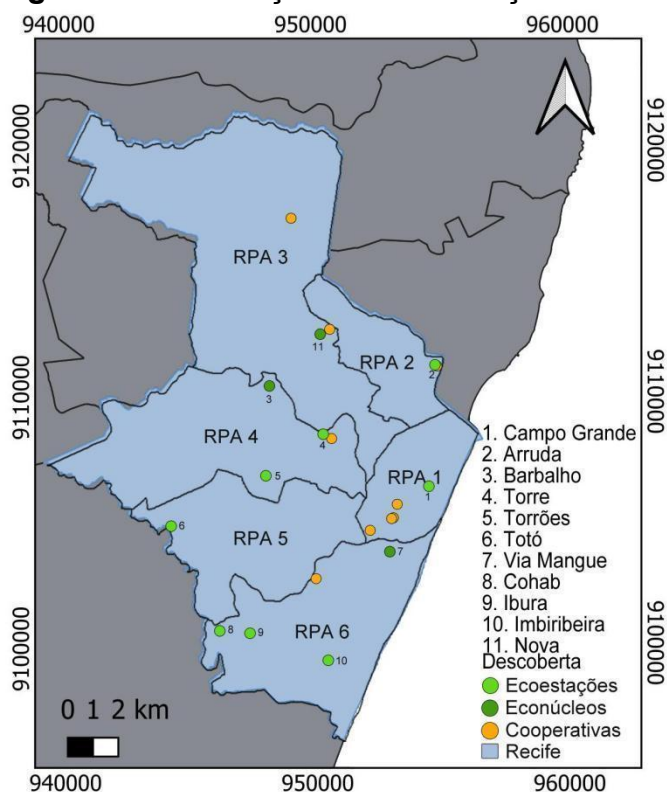 940000 950000 960000
9120000
9120000
RPA 3
11
RPA 2
2
3
9110000
9110000
RPA 4
4
5
RPA 1
1
6
RPA 5
7
8
9
RPA 6
10
9100000
9100000
1. Campo Grande
2. Arruda
3. Barbalho
4. Torre
5. Torrões
6. Totó
7. Via Mangue
8. Cohab
9. Ibura
10. Imbiribeira
11. Nova
Descoberta
Ecoestações
Econúcleos
Cooperativas
Recife
0 1 2 km
940000 950000 960000